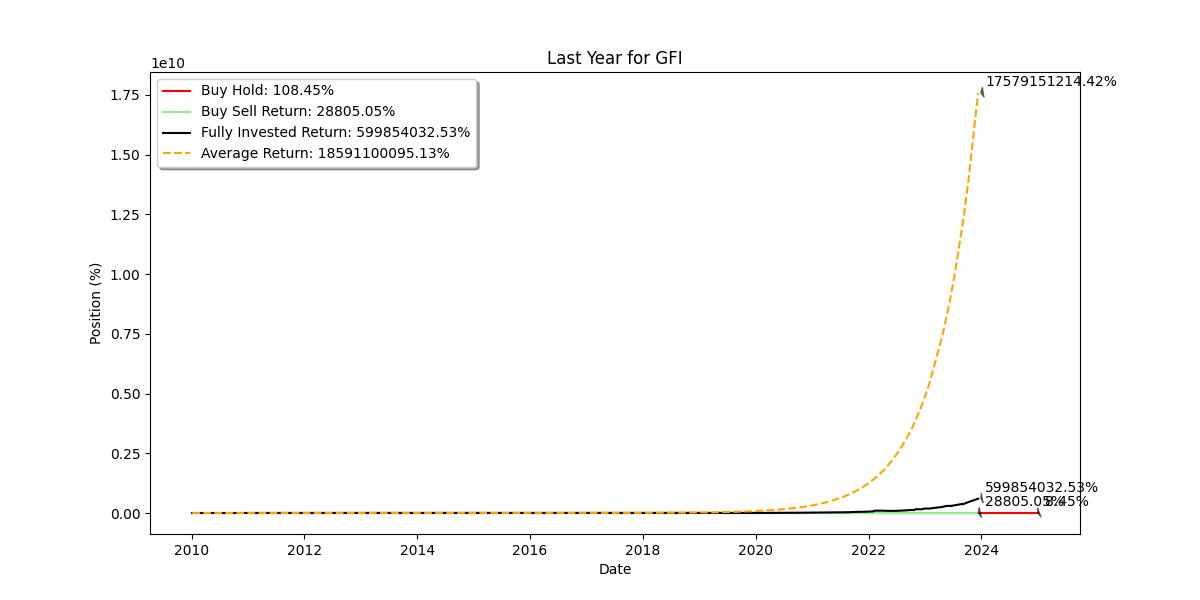 Last Year for GFI
1e10
Buy Hold: 108.45%
Buy Sell Return: 28805.05%
Fully Invested Return: 599854032.53%
Average Return: 18591100095.13%
17579151214.42%
1.75
1.50
1.25
1.00
0.75
0.50
0.25
0.00
Position (%)
599854032.53%
28805.05%
8.45%
2010 2012 2014 2016 2018 2020 2022 2024
Date